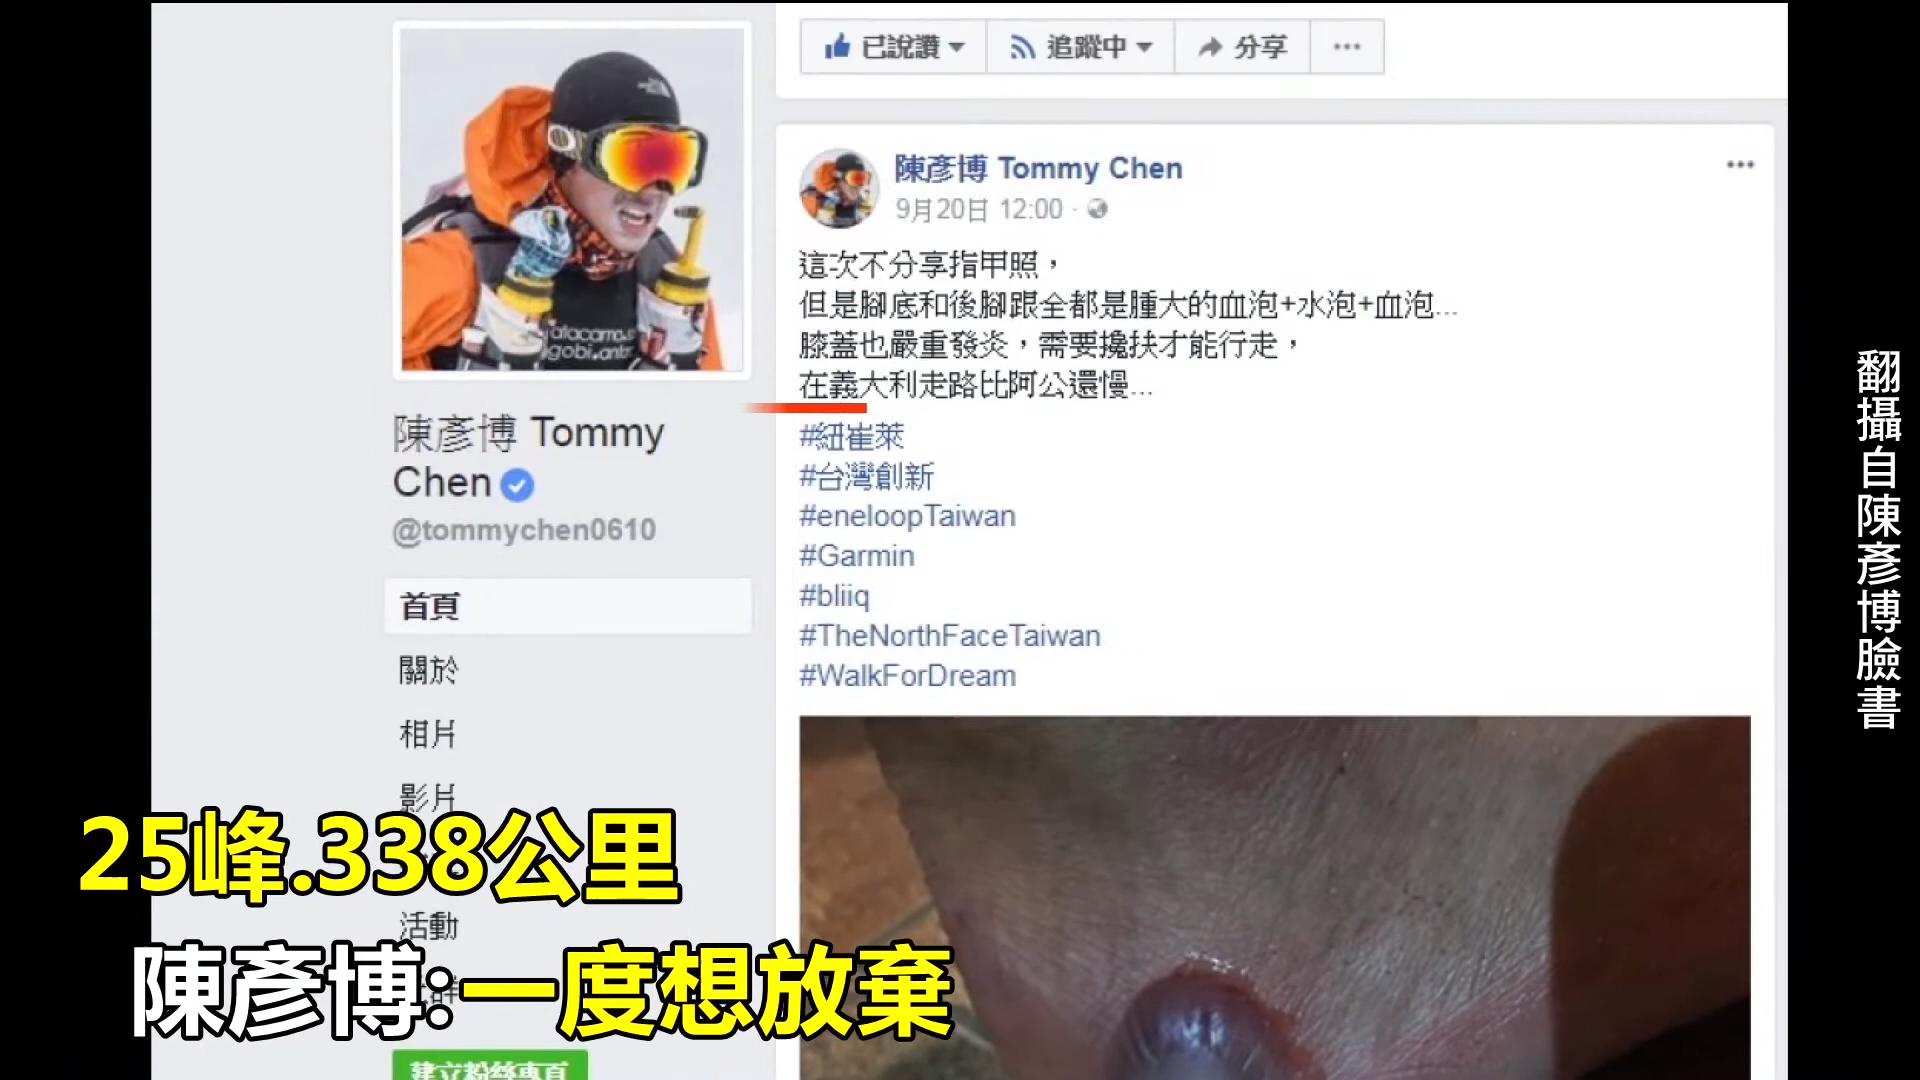 已說讚
追蹤中
分享
陳彥博 Tommy Chen
9月20日 12:00
這次不分享指甲照，
但是腳底和後腳跟全都是腫大的血泡+水泡+血泡...
膝蓋也嚴重發炎，需要攙扶才能行走，
在義大利走路比阿公還慢...
#紐崔萊
#台灣創新
#eneloopTaiwan
#Garmin
#bliiq
#TheNorthFaceTaiwan
#WalkForDream
陳彥博 Tommy
Chen
@tommychen0610
首頁
關於
相片
影片
活動
建立粉絲專頁
25峰.338公里
陳彥博:一度想放棄
翻攝自陳彥博臉書